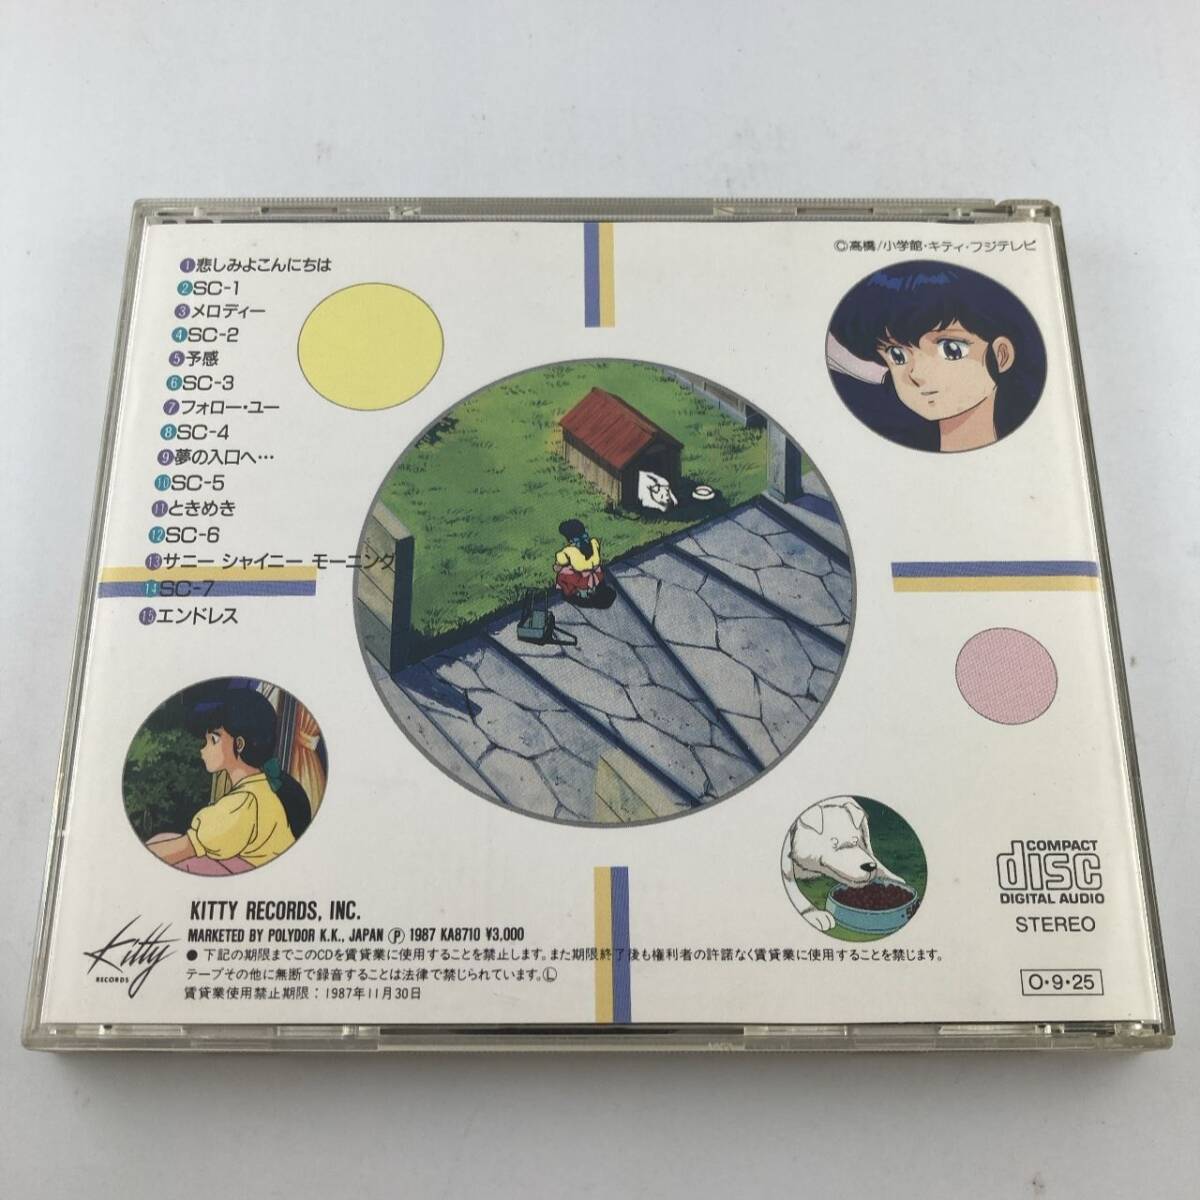 ©高橋/小学館・キティ・フジテレビ
1 悲しみよこんにちは
2 SC-1
3 メロディー
4 SC-2
5 予感
6 SC-3
7 フォロー・ユー
8 SC-4
9 夢の入口へ…
10 SC-5
11 ときめき
12 SC-6
13 サニー シャイニー モーニング
14 SC-7
15 エンドレス
COMPACT
disc
DIGITAL AUDIO
STEREO
Kitty
RECORDS
KITTY RECORDS, INC.
MARKETED BY POLYDOR K.K., JAPAN Ⓟ 1987 KA8710 ¥3,000
● 下記の期限までこのCDを賃貸業に使用することを禁止します。また期限終了後も権利者の許諾なく賃貸業に使用することを禁じます。
テープその他に無断で録音することは法律で禁じられています。Ⓛ
賃貸業使用禁止期限：1987年11月30日
O・9・25